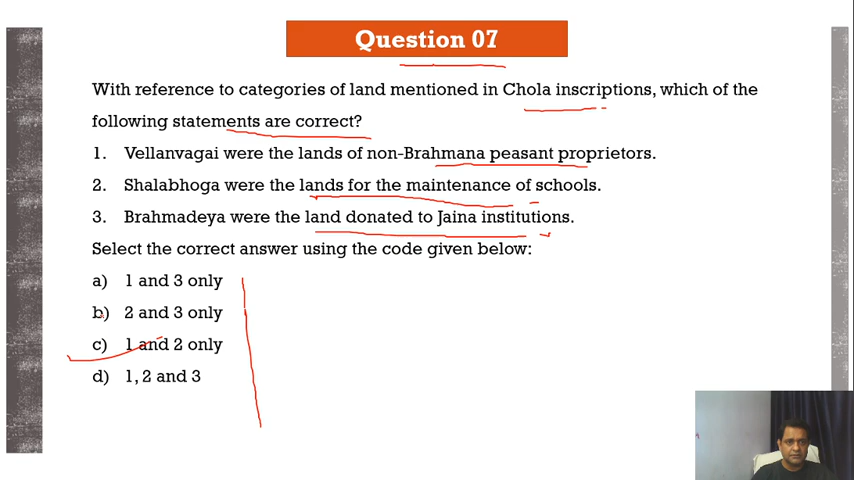 Question 07
With reference to categories of land mentioned in Chola inscriptions, which of the
following statements are correct?
1. Vellanvagai were the lands of non-Brahmana peasant proprietors.
2. Shalabhoga were the lands for the maintenance of schools.
3. Brahmadeya were the land donated to Jaina institutions.
Select the correct answer using the code given below:
a) 1 and 3 only
b) 2 and 3 only
c) 1 and 2 only
d) 1, 2 and 3